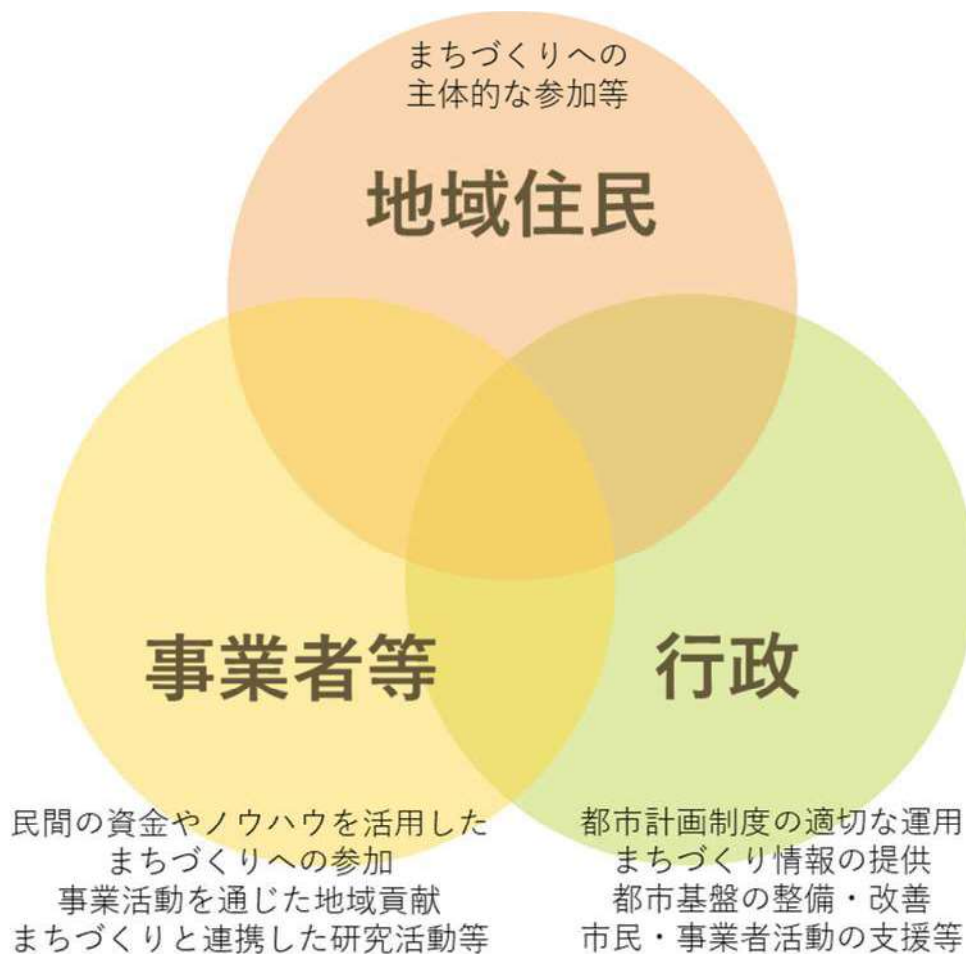 まちづくりへの
主体的な参加等
地域住民
事業者等
行政
民間の資金やノウハウを活用した
まちづくりへの参加
事業活動を通じた地域貢献
まちづくりと連携した研究活動等
都市計画制度の適切な運用
まちづくり情報の提供
都市基盤の整備・改善
市民・事業者活動の支援等